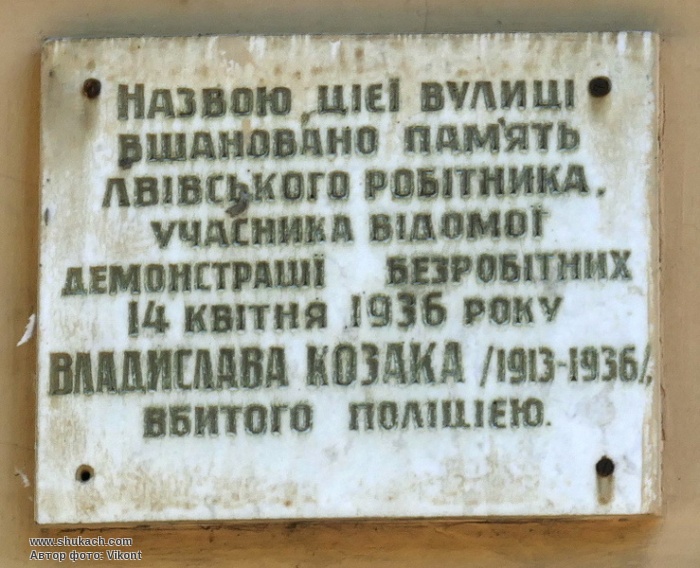 НАЗВОЮ ЦІЄЇ ВУЛИЦІ
ВШАНОВАНО ПАМ'ЯТЬ
ЛВІВСЬКОГО РОБІТНИКА,
УЧАСНИКА ВІДОМОЇ
ДЕМОНСТРАЦІЇ БЕЗРОБІТНИХ
14 КВІТНЯ 1936 РОКУ
ВЛАДИСЛАВА КОЗАКА /1913-1936/,
ВБИТОГО ПОЛІЦІЄЮ.
www.shukach.com
Автор фото: Vikont